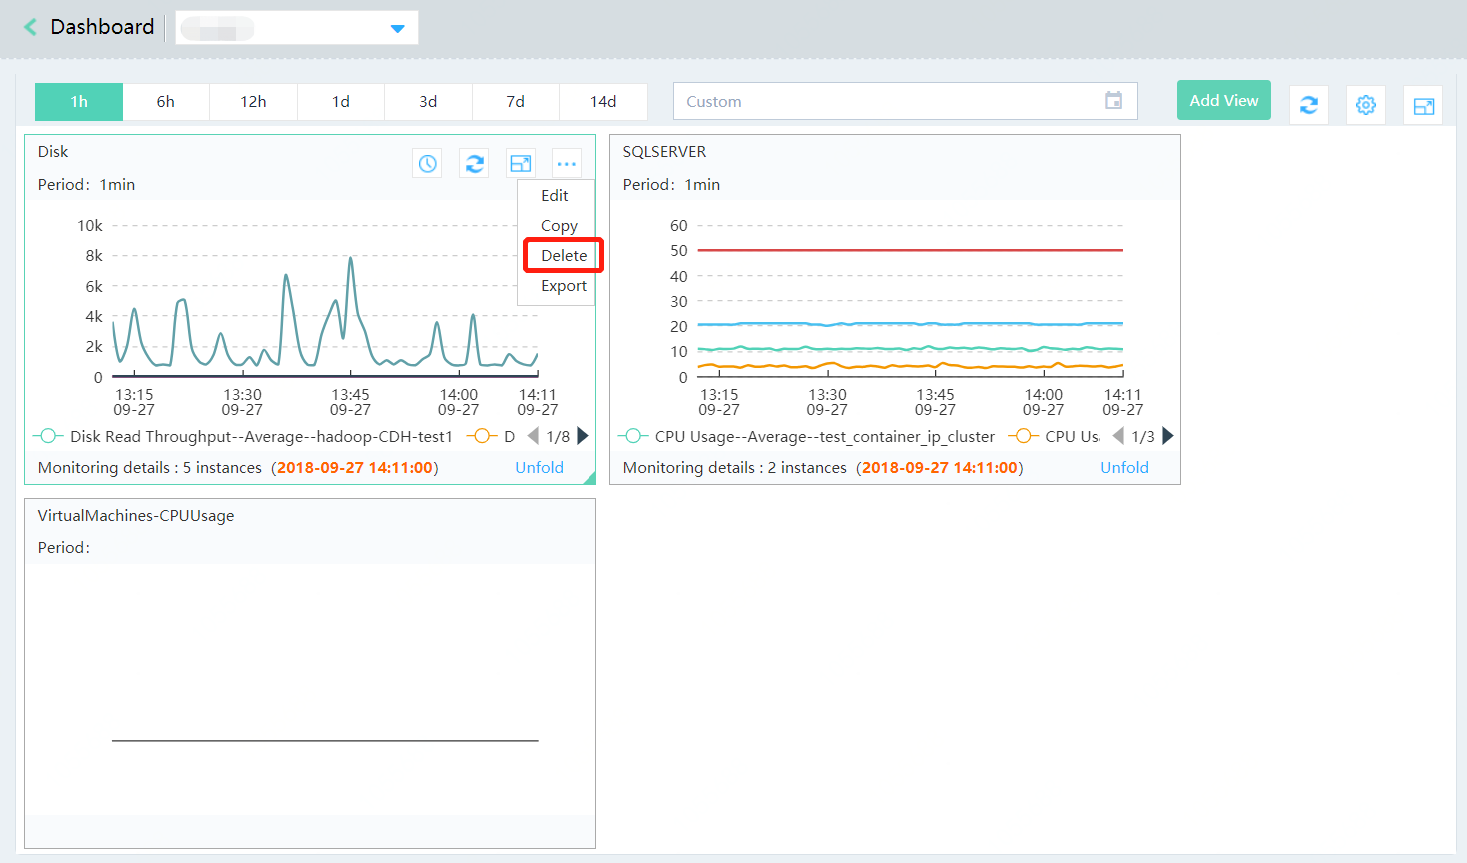 Dashboard
1h 6h 12h 1d 3d 7d 14d Custom Add View
Disk
Period: 1min
Edit
Copy
Delete
Export
10k
8k
6k
4k
2k
0
13:15 13:30 13:45 14:00 14:11
09-27 09-27 09-27 09-27 09-27
Disk Read Throughput--Average--hadoop-CDH-test1 D 1/8
Monitoring details : 5 instances (2018-09-27 14:11:00) Unfold
SQLSERVER
Period: 1min
60
50
40
30
20
10
0
13:15 13:30 13:45 14:00 14:11
09-27 09-27 09-27 09-27 09-27
CPU Usage--Average--test_container_ip_cluster CPU Us 1/3
Monitoring details : 2 instances (2018-09-27 14:11:00) Unfold
VirtualMachines-CPUUsage
Period: